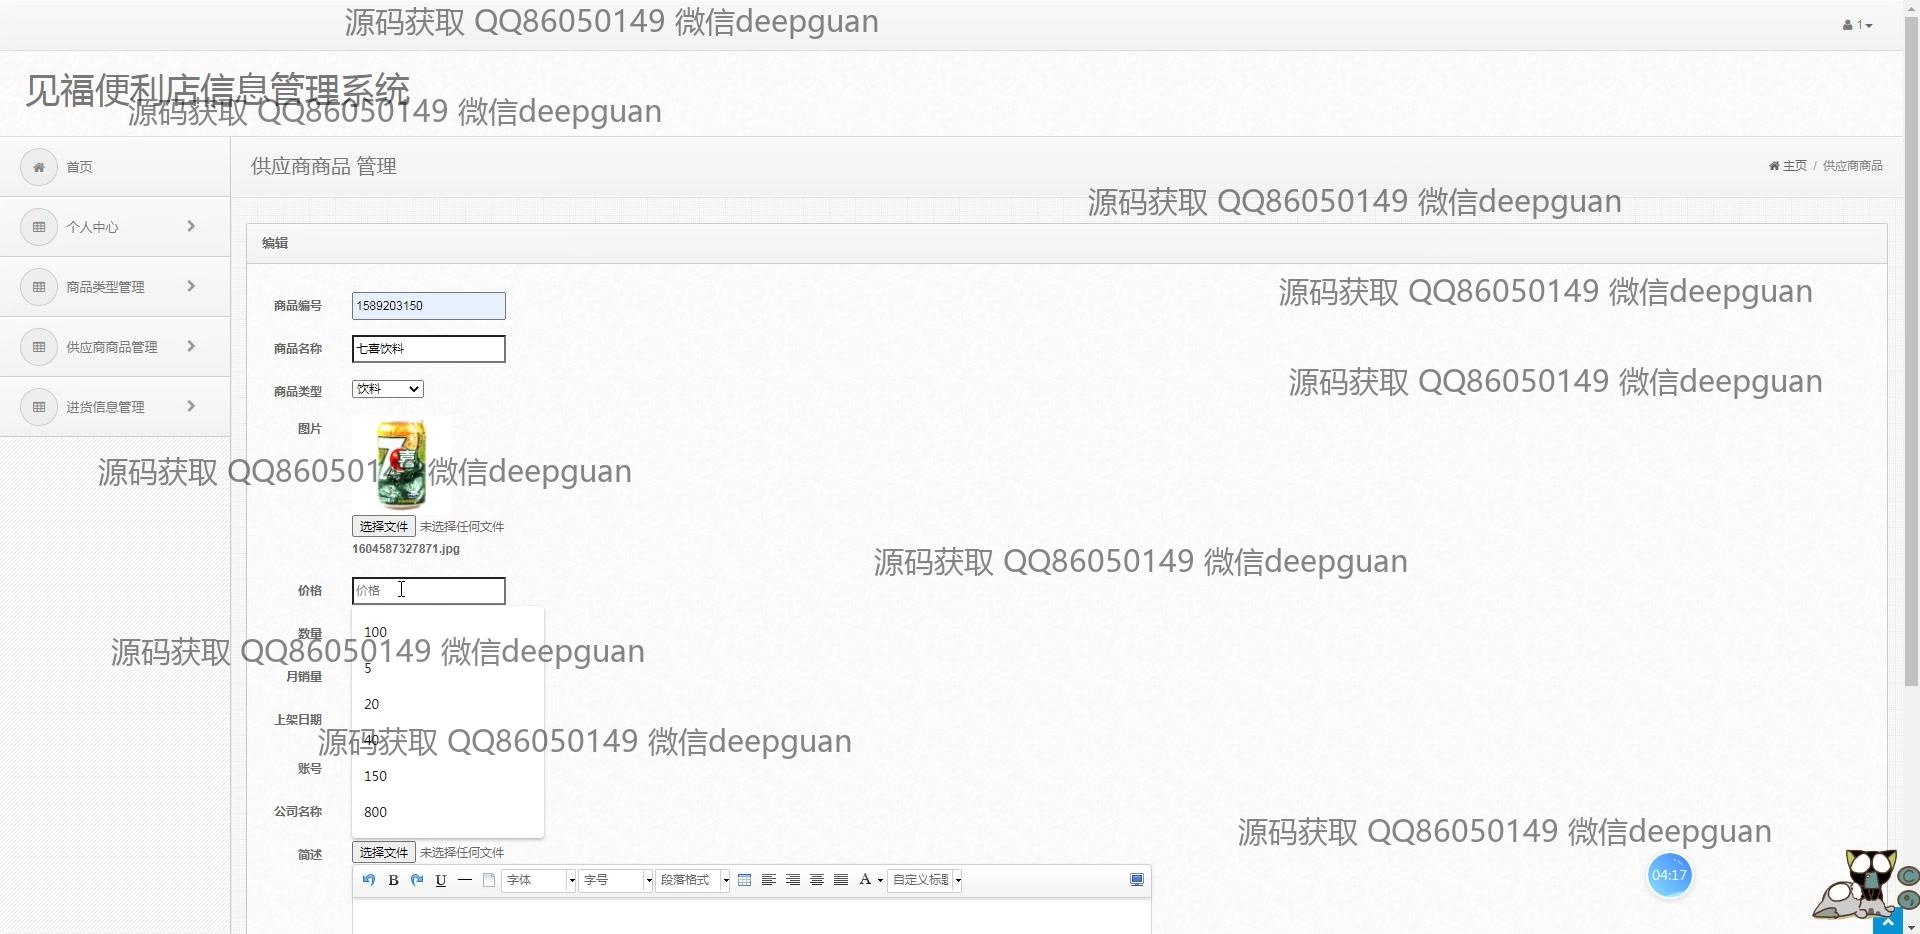 源码获取 QQ86050149 微信deepguan
1
见福便利店信息管理系统
源码获取 QQ86050149 微信deepguan
首页
供应商商品 管理
主页 / 供应商商品
源码获取 QQ86050149 微信deepguan
个人中心
编辑
商品类型管理
源码获取 QQ86050149 微信deepguan
商品编号 1589203150
供应商商品管理
商品名称 七喜饮料
商品类型 饮料
源码获取 QQ86050149 微信deepguan
进货信息管理
图片
7喜
源码获取 QQ86050149 微信deepguan
选择文件 未选择任何文件
1604587327871.jpg
源码获取 QQ86050149 微信deepguan
价格 价格
数量 100
源码获取 QQ86050149 微信deepguan
5
月销量
20
上架日期
40
源码获取 QQ86050149 微信deepguan
账号
150
公司名称 800
源码获取 QQ86050149 微信deepguan
简述 选择文件 未选择任何文件
04:17
B U 字体 字号 段落格式 A 自定义标题